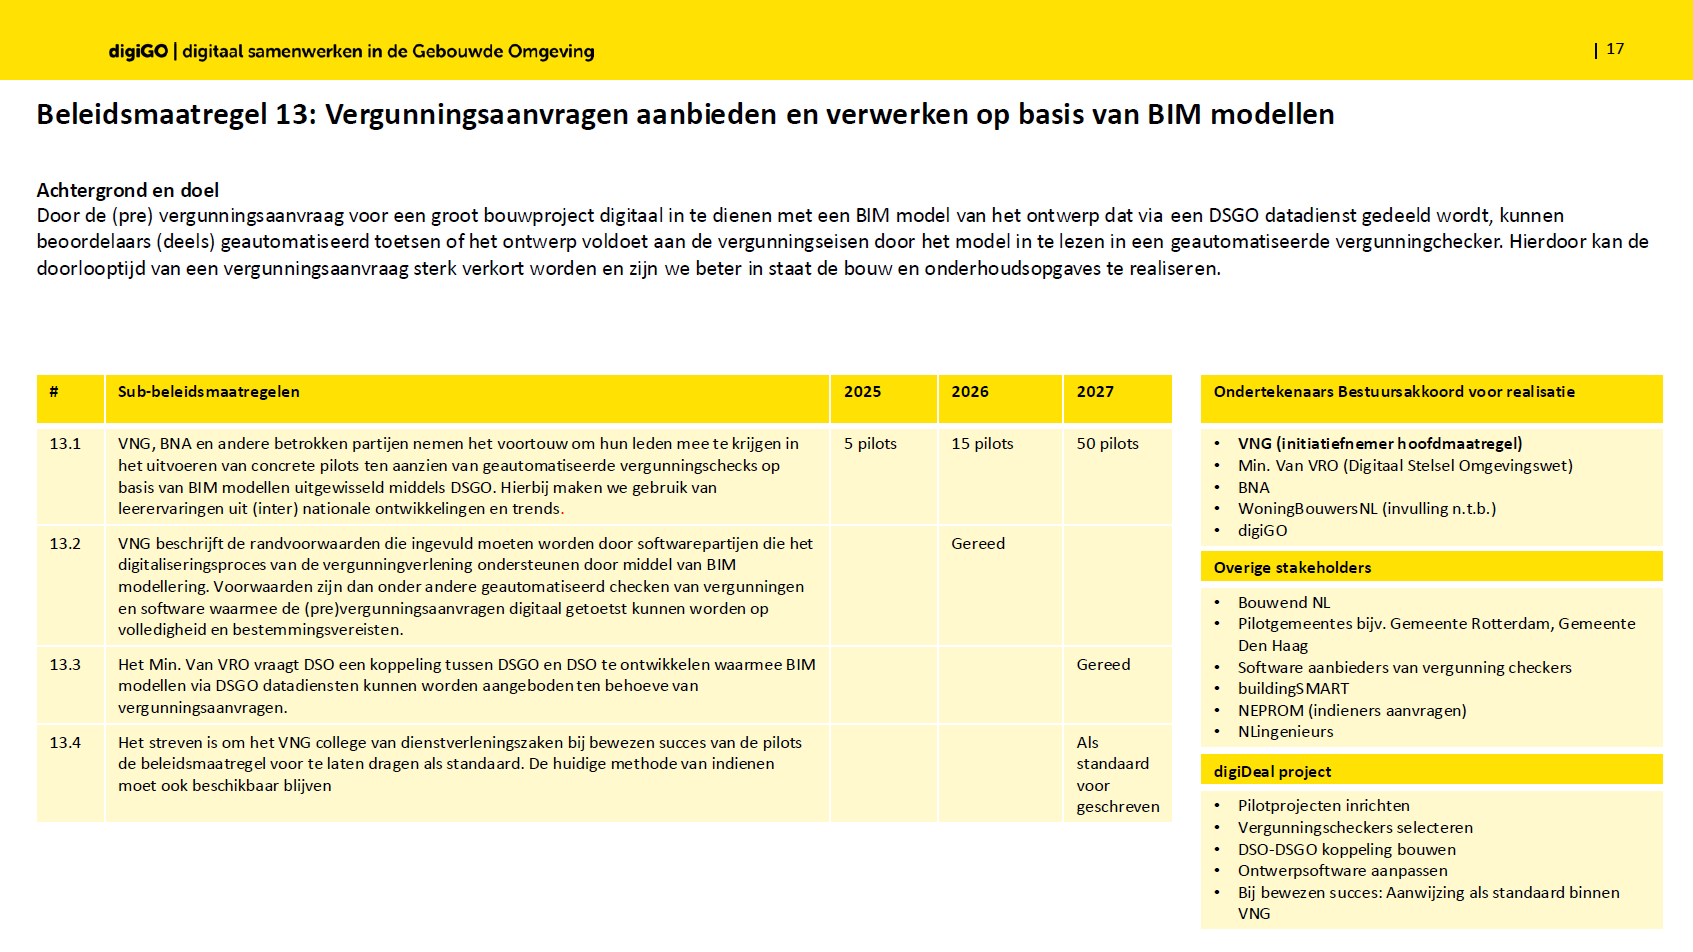 digiGO | digitaal samenwerken in de Gebouwde Omgeving
| 17
Beleidsmaatregel 13: Vergunningsaanvragen aanbieden en verwerken op basis van BIM modellen
Achtergrond en doel
Door de (pre) vergunningsaanvraag voor een groot bouwproject digitaal in te dienen met een BIM model van het ontwerp dat via een DSGO datadienst gedeeld wordt, kunnen
beoordelaars (deels) geautomatiseerd toetsen of het ontwerp voldoet aan de vergunningseisen door het model in te lezen in een geautomatiseerde vergunningchecker. Hierdoor kan de
doorlooptijd van een vergunningsaanvraag sterk verkort worden en zijn we beter in staat de bouw en onderhoudsopgaves te realiseren.
# Sub-beleidsmaatregelen 2025 2026 2027
13.1 VNG, BNA en andere betrokken partijen nemen het voortouw om hun leden mee te krijgen in 5 pilots 15 pilots 50 pilots
het uitvoeren van concrete pilots ten aanzien van geautomatiseerde vergunningschecks op
basis van BIM modellen uitgewisseld middels DSGO. Hierbij maken we gebruik van
leerervaringen uit (inter) nationale ontwikkelingen en trends.
13.2 VNG beschrijft de randvoorwaarden die ingevuld moeten worden door softwarepartijen die het Gereed
digitaliseringsproces van de vergunningverlening ondersteunen door middel van BIM
modellering. Voorwaarden zijn dan onder andere geautomatiseerd checken van vergunningen
en software waarmee de (pre)vergunningsaanvragen digitaal getoetst kunnen worden op
volledigheid en bestemmingsvereisten.
13.3 Het Min. Van VRO vraagt DSO een koppeling tussen DSGO en DSO te ontwikkelen waarmee BIM Gereed
modellen via DSGO datadiensten kunnen worden aangeboden ten behoeve van
vergunningsaanvragen.
13.4 Het streven is om het VNG college van dienstverleningszaken bij bewezen succes van de pilots Als
de beleidsmaatregel voor te laten dragen als standaard. De huidige methode van indienen standaard
moet ook beschikbaar blijven voor
geschreven
Ondertekenaars Bestuursakkoord voor realisatie
• VNG (initiatiefnemer hoofdmaatregel)
• Min. Van VRO (Digitaal Stelsel Omgevingswet)
• BNA
• WoningBouwersNL (invulling n.t.b.)
• digiGO
Overige stakeholders
• Bouwend NL
• Pilotgemeentes bijv. Gemeente Rotterdam, Gemeente
Den Haag
• Software aanbieders van vergunning checkers
• buildingSMART
• NEPROM (indieners aanvragen)
• NLingenieurs
digiDeal project
• Pilotprojecten inrichten
• Vergunningscheckers selecteren
• DSO-DSGO koppeling bouwen
• Ontwerpsoftware aanpassen
• Bij bewezen succes: Aanwijzing als standaard binnen
VNG